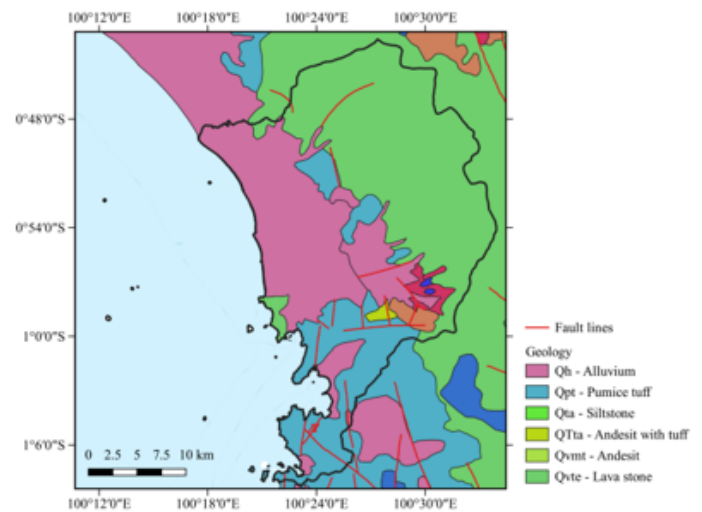 100°12'0"E 100°18'0"E 100°24'0"E 100°30'0"E
0°48'0"S
0°54'0"S
1°0'0"S
1°6'0"S
0 2.5 5 7.5 10 km
100°12'0"E 100°18'0"E 100°24'0"E 100°30'0"E
Fault lines
Geology
Qh - Alluvium
Qpt - Pumice tuff
Qta - Siltstone
QTta - Andesit with tuff
Qvmt - Andesit
Qvte - Lava stone